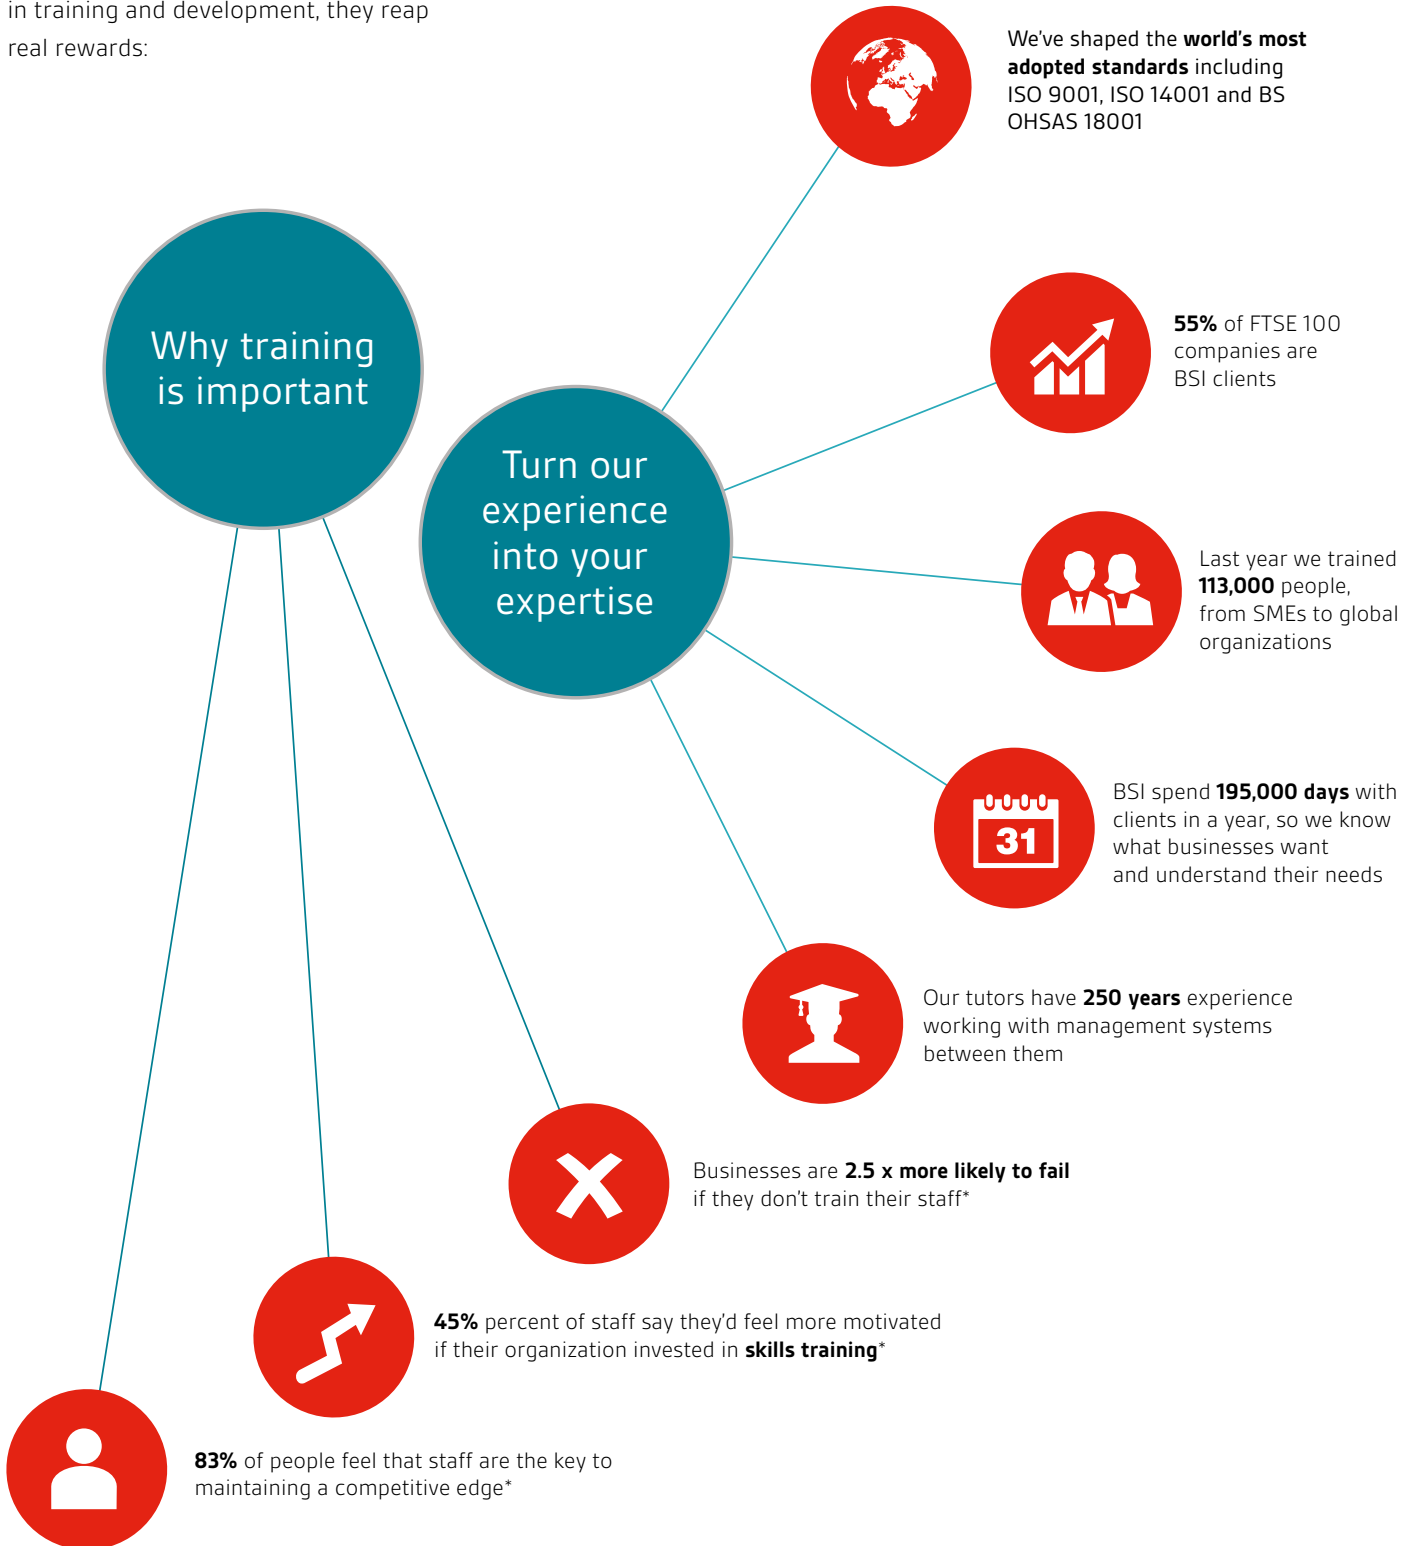 in training and development, they reap
real rewards:
We've shaped the world's most
adopted standards including
ISO 9001, ISO 14001 and BS
OHSAS 18001
Why training
is important
55% of FTSE 100
companies are
BSI clients
Turn our
experience
into your
expertise
Last year we trained
113,000 people,
from SMEs to global
organizations
BSI spend 195,000 days with
clients in a year, so we know
what businesses want
and understand their needs
31
Our tutors have 250 years experience
working with management systems
between them
Businesses are 2.5 x more likely to fail
if they don't train their staff*
45% percent of staff say they'd feel more motivated
if their organization invested in skills training*
83% of people feel that staff are the key to
maintaining a competitive edge*